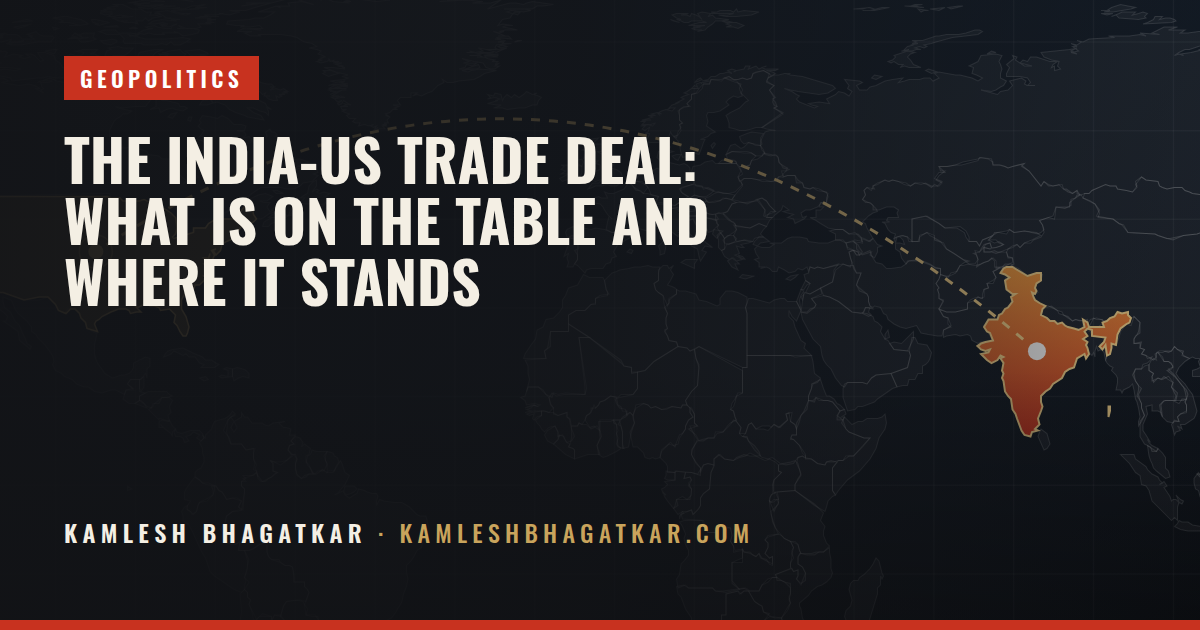 GEOPOLITICS
THE INDIA-US TRADE DEAL:
WHAT IS ON THE TABLE AND
WHERE IT STANDS
KAMLESH BHAGATKAR · KAMLESHBHAGATKAR.COM